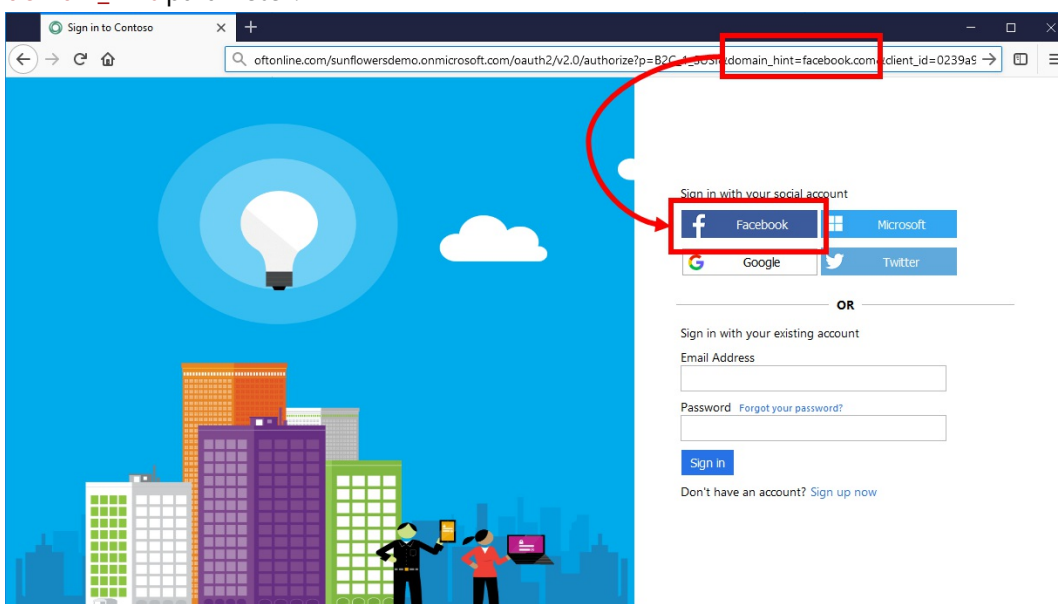 Sign in to Contoso
oftonline.com/sunflowersdemo.onmicrosoft.com/oauth2/v2.0/authorize?p=B2C_1_SUSI&domain_hint=facebook.com&client_id=0239a9
Sign in with your social account
Facebook
Microsoft
Google
Twitter
OR
Sign in with your existing account
Email Address
Password Forgot your password?
Sign in
Don't have an account? Sign up now